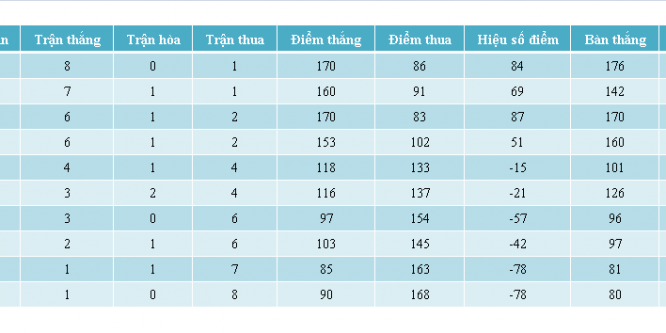 Trận thắng Trận hòa Trận thua Điểm thắng Điểm thua Hiệu số điểm Bàn thắng
8 0 1 170 86 84 176
7 1 1 160 91 69 142
6 1 2 170 83 87 170
6 1 2 153 102 51 160
4 1 4 118 133 -15 101
3 2 4 116 137 -21 126
3 0 6 97 154 -57 96
2 1 6 103 145 -42 97
1 1 7 85 163 -78 81
1 0 8 90 168 -78 80